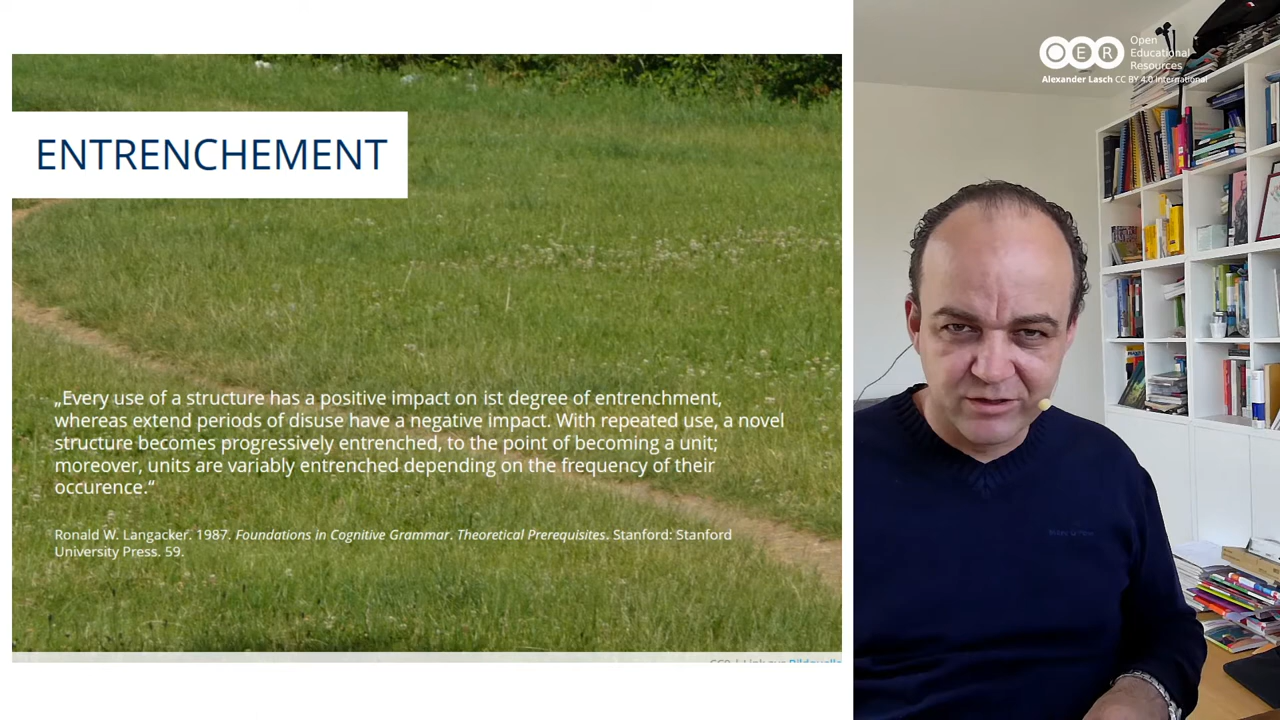 ENTRENCHEMENT
„Every use of a structure has a positive impact on ist degree of entrenchment,
whereas extend periods of disuse have a negative impact. With repeated use, a novel
structure becomes progressively entrenched, to the point of becoming a unit;
moreover, units are variably entrenched depending on the frequency of their
occurence.“
Ronald W. Langacker. 1987. Foundations in Cognitive Grammar. Theoretical Prerequisites. Stanford: Stanford
University Press. 59.
OER
Open
Educational
Resources
Alexander Lasch CC BY 4.0 International